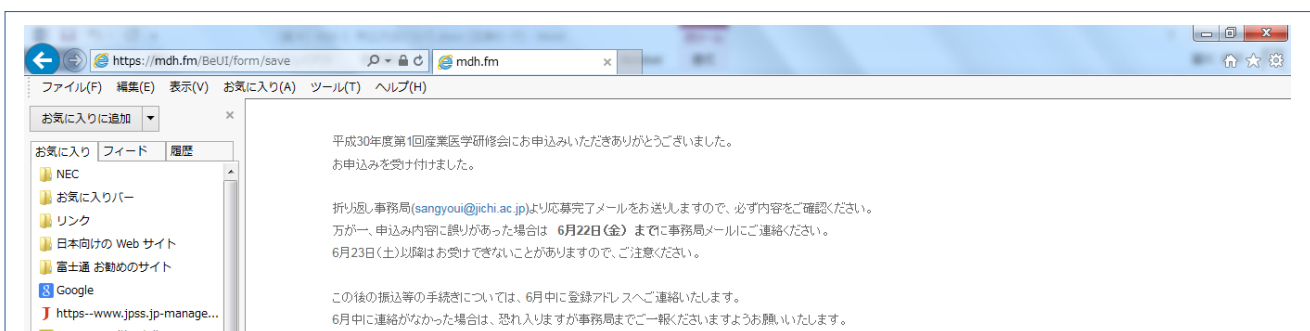 https://mdh.fm/BeUI/form/save
mdh.fm
ファイル(F) 編集(E) 表示(V) お気に入り(A) ツール(T) ヘルプ(H)
お気に入りに追加
お気に入り フィード 履歴
NEC
お気に入りバー
リンク
日本向けの Web サイト
富士通 お勧めのサイト
Google
https--www.jpss.jp-manage...
平成30年度第1回産業医学研修会にお申込みいただきありがとうございました。
お申込みを受け付けました。
折り返し事務局(sangyoui@jichi.ac.jp)より応募完了メールをお送りしますので、必ず内容をご確認ください。
万が一、申込み内容に誤りがあった場合は 6月22日(金) までに事務局メールにご連絡ください。
6月23日(土)以降はお受けできないことがありますので、ご注意ください。
この後の振込等の手続きについては、6月中に登録アドレスへご連絡いたします。
6月中に連絡がなかった場合は、恐れ入りますが事務局までご一報くださいますようお願いいたします。